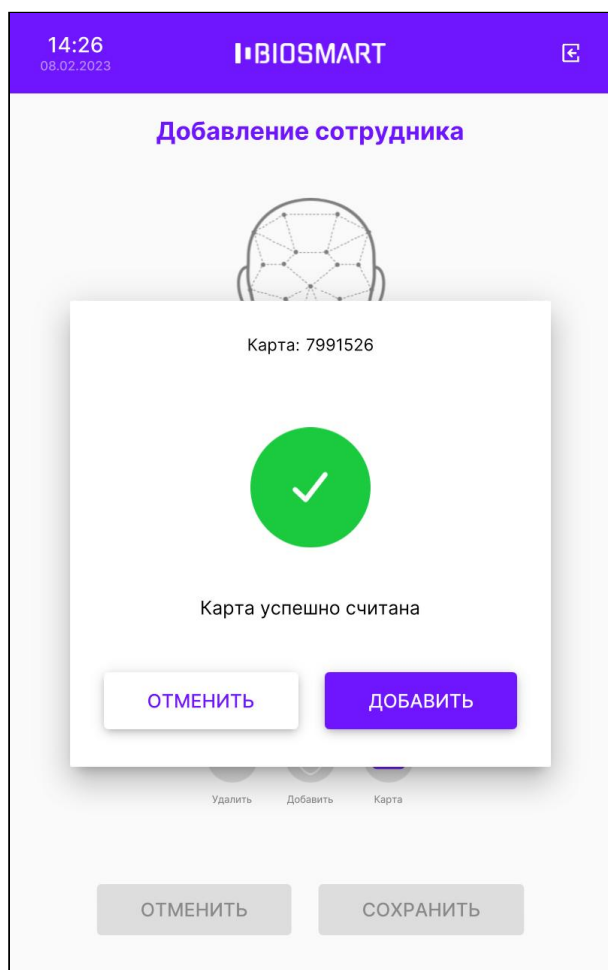 14:26
BIOSMART
08.02.2023
Добавление сотрудника
Карта: 7991526
Карта успешно считана
ОТМЕНИТЬ ДОБАВИТЬ
Удалить Добавить Карта
ОТМЕНИТЬ СОХРАНИТЬ